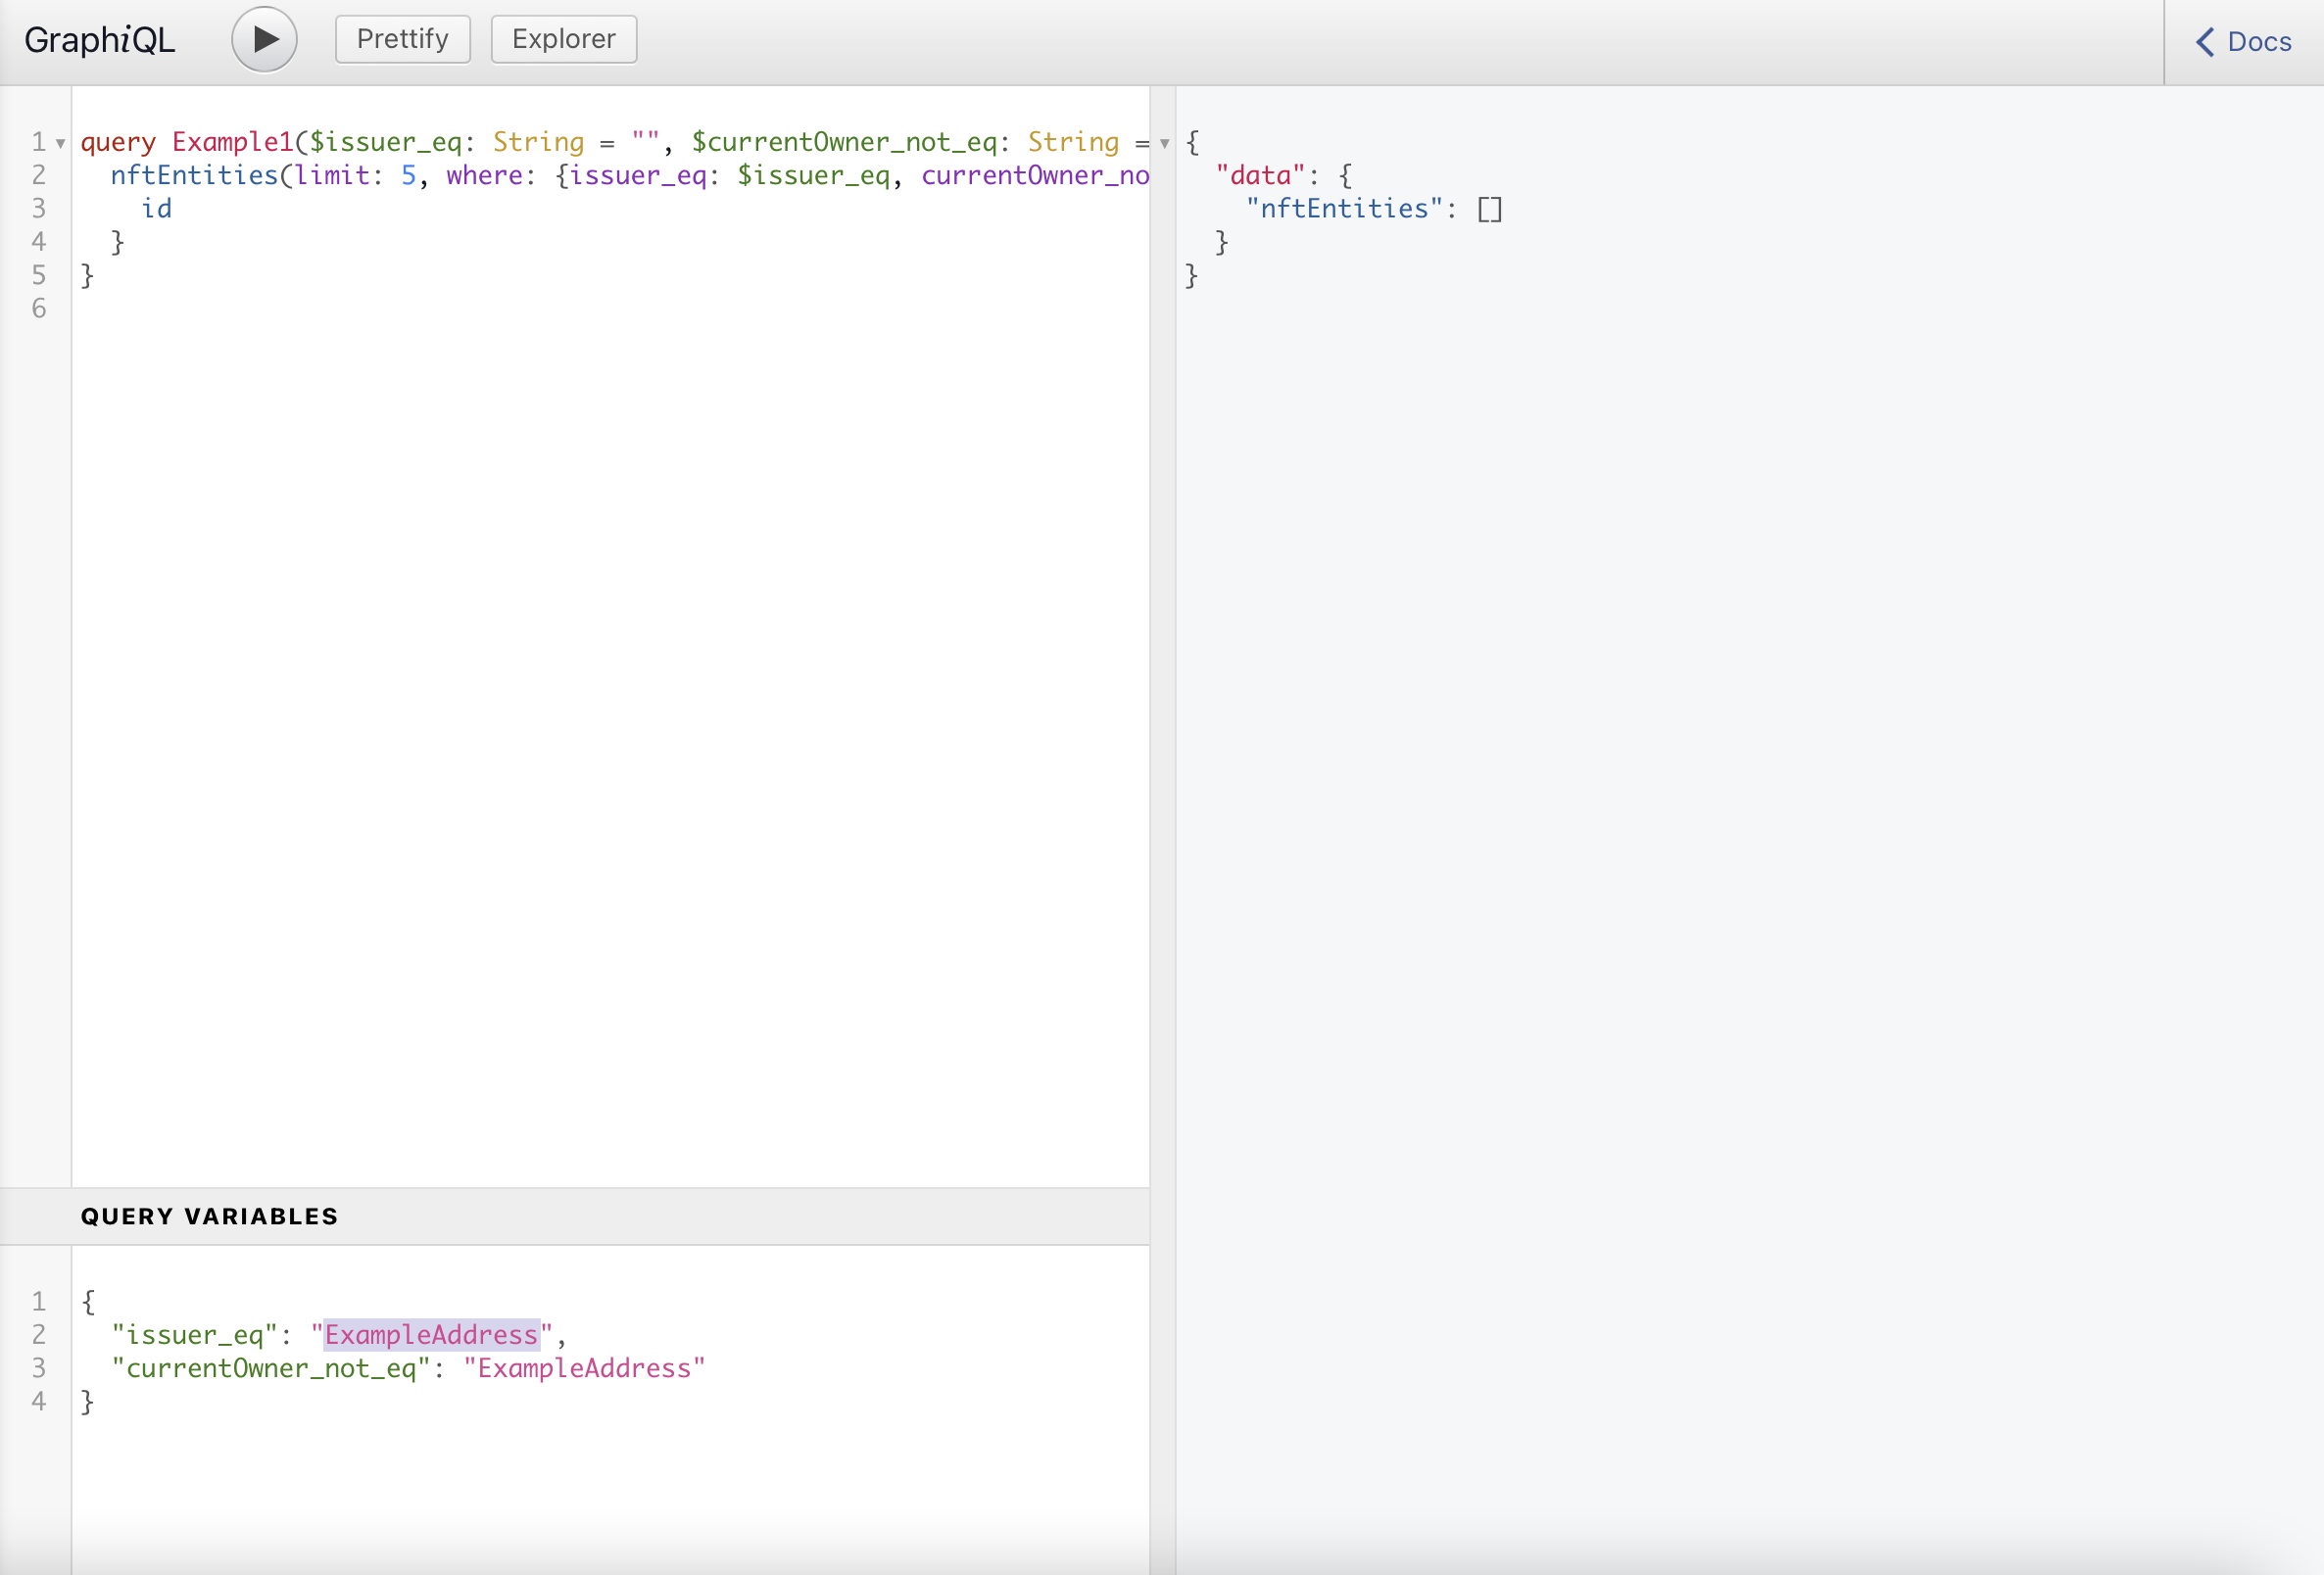 GraphiQL Prettify Explorer Docs
1 query Example1($issuer_eq: String = "", $currentOwner_not_eq: String =
2 nftEntities(limit: 5, where: {issuer_eq: $issuer_eq, currentOwner_no
3 id
4 }
5 }
6
QUERY VARIABLES
1 {
2 "issuer_eq": "ExampleAddress",
3 "currentOwner_not_eq": "ExampleAddress"
4 }
{
"data": {
"nftEntities": []
}
}